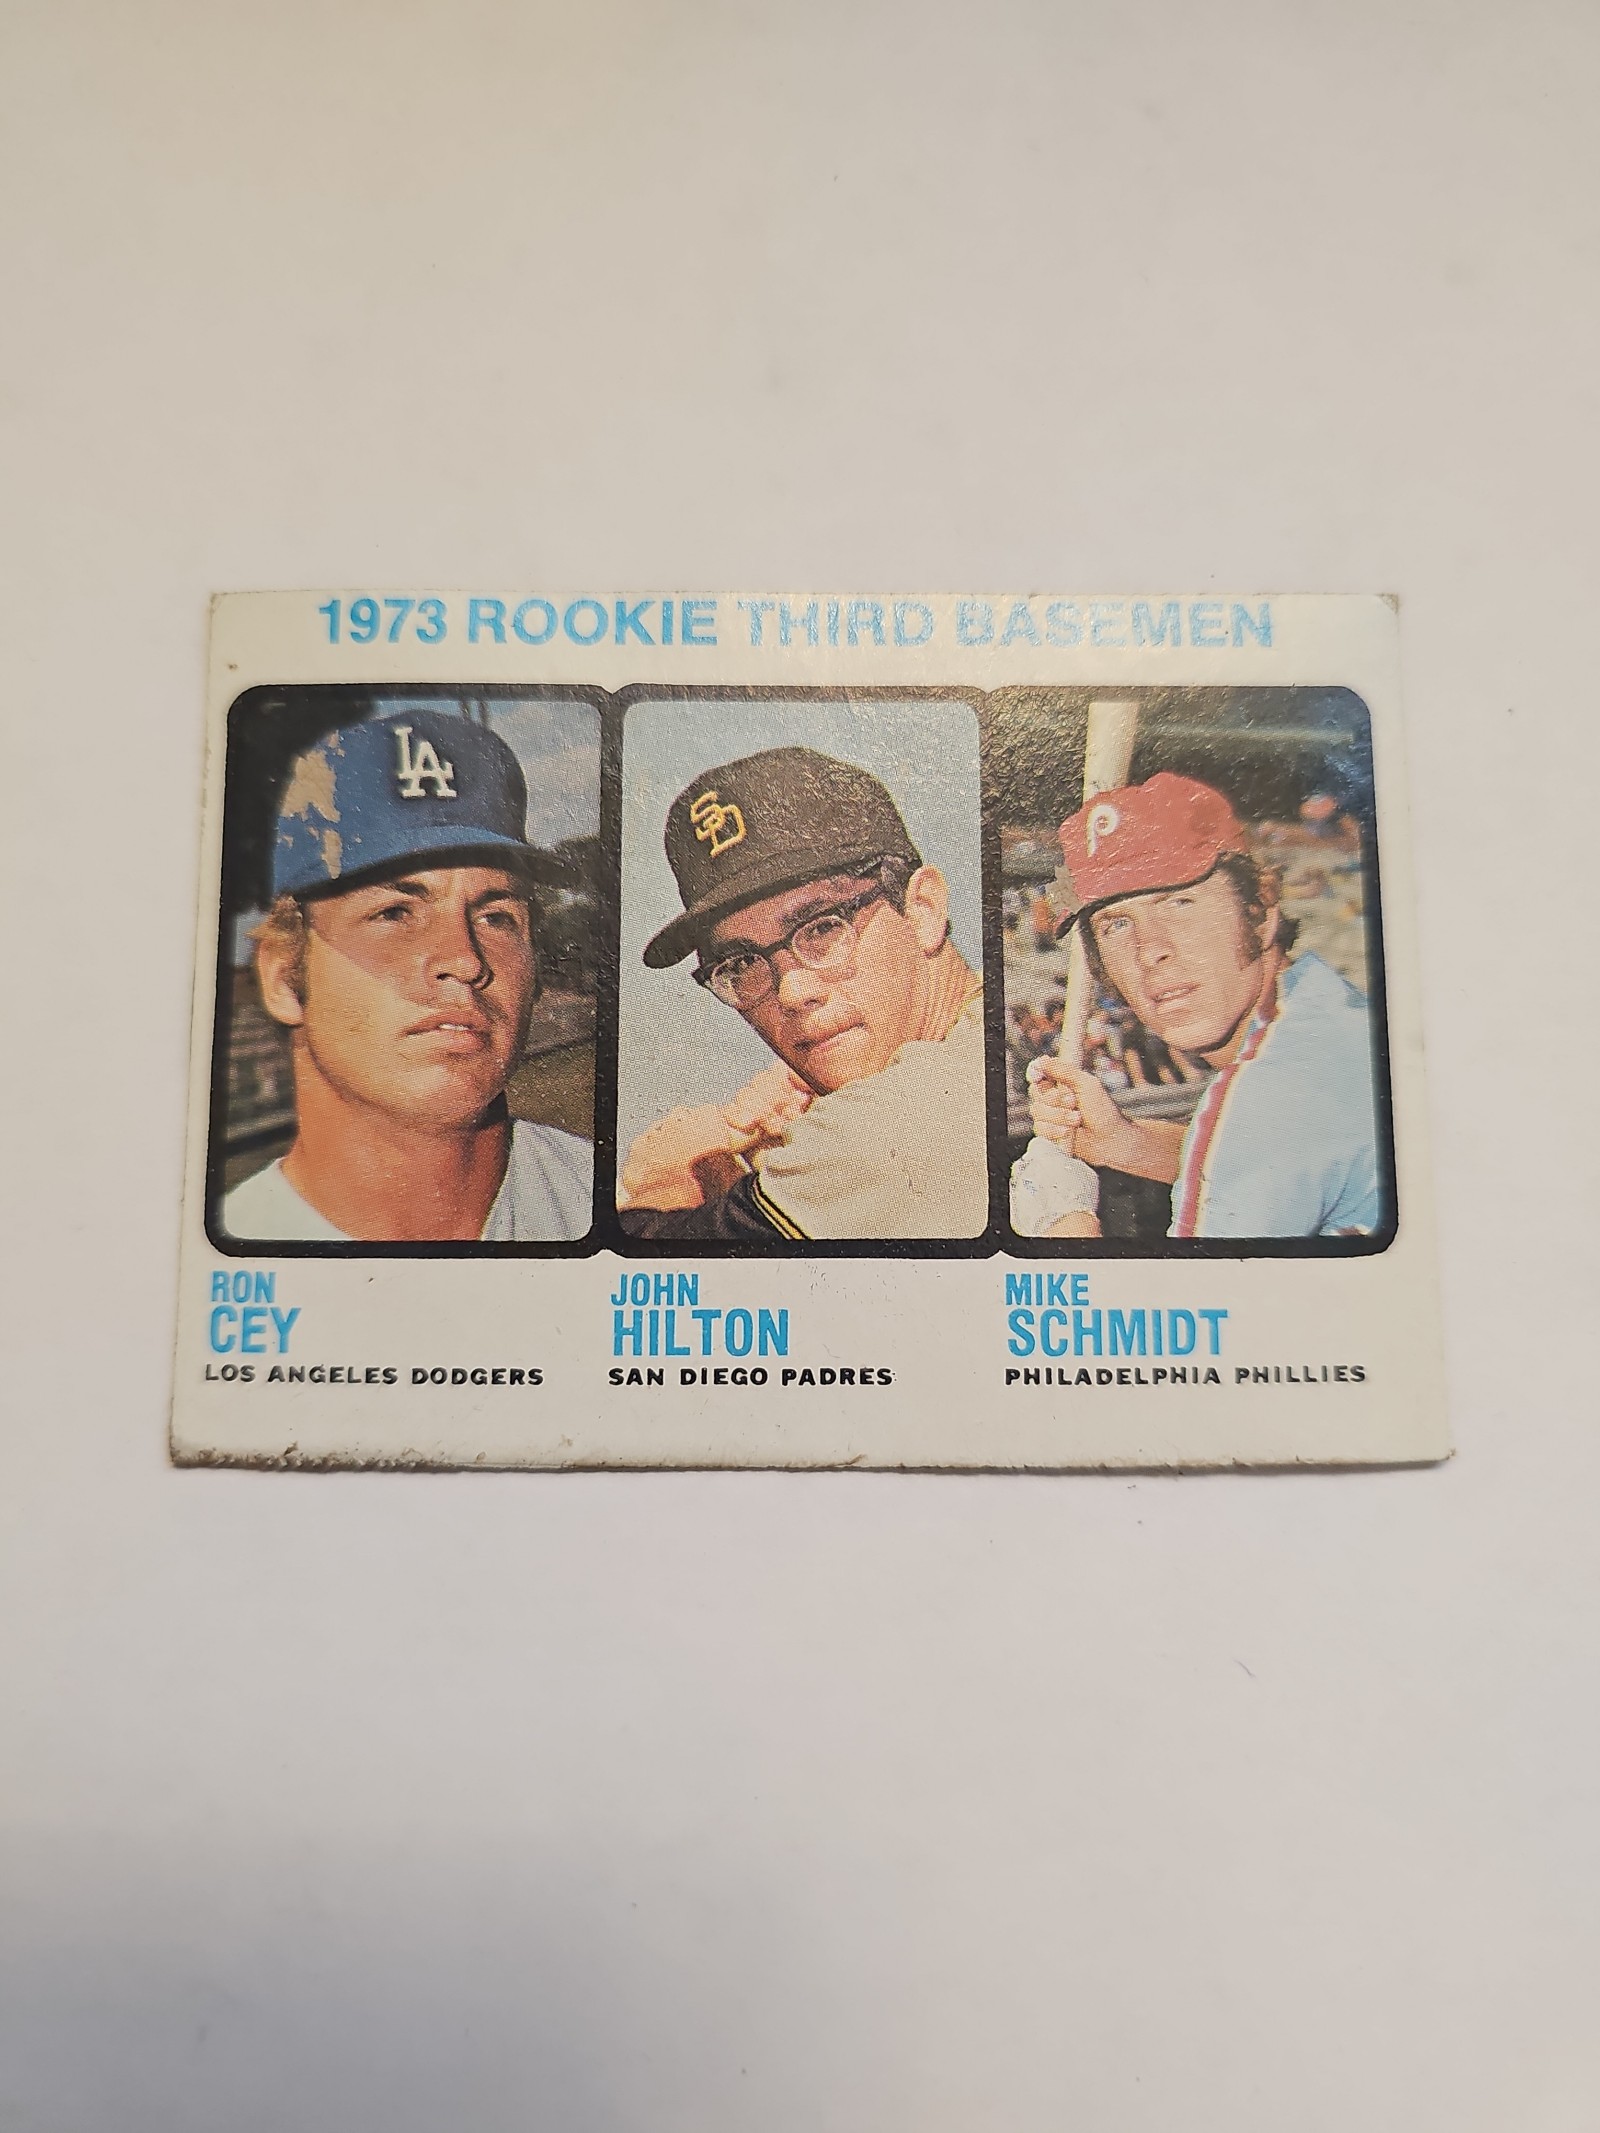 1973 ROOKIE THIRD BASEMEN
LA
SD
P
RON
CEY
LOS ANGELES DODGERS
JOHN
HILTON
SAN DIEGO PADRES
MIKE
SCHMIDT
PHILADELPHIA PHILLIES